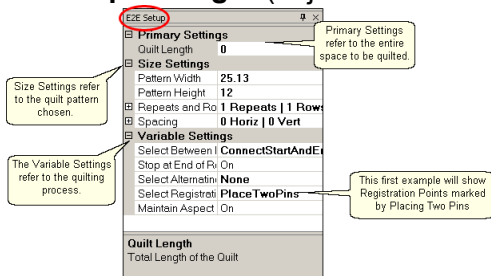 E2E Setup
Primary Settings
Quilt Length 0
Size Settings
Pattern Width 25.13
Pattern Height 12
Repeats and Ro 1 Repeats | 1 Rows
Spacing 0 Horiz | 0 Vert
Variable Settings
Select Between I ConnectStartAndEn
Stop at End of R On
Select Alternatin None
Select Registrati PlaceTwoPins
Maintain Aspect On
Quilt Length
Total Length of the Quilt
Primary Settings
refer to the entire
space to be quilted.
Size Settings refer
to the quilt pattern
chosen.
The Variable Settings
refer to the quilting
process.
This first example will show
Registration Points marked
by Placing Two Pins